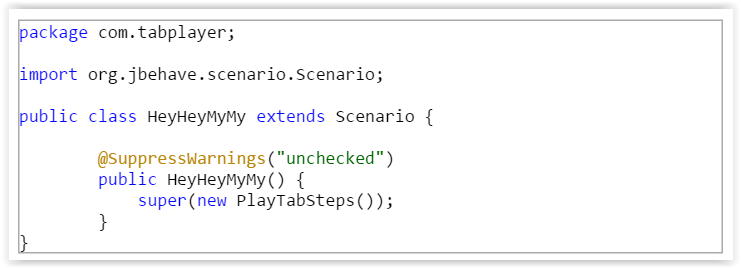 package com.tabplayer;
import org.jbehave.scenario.Scenario;
public class HeyHeyMyMy extends Scenario {
@SuppressWarnings("unchecked")
public HeyHeyMyMy() {
super(new PlayTabSteps());
}
}